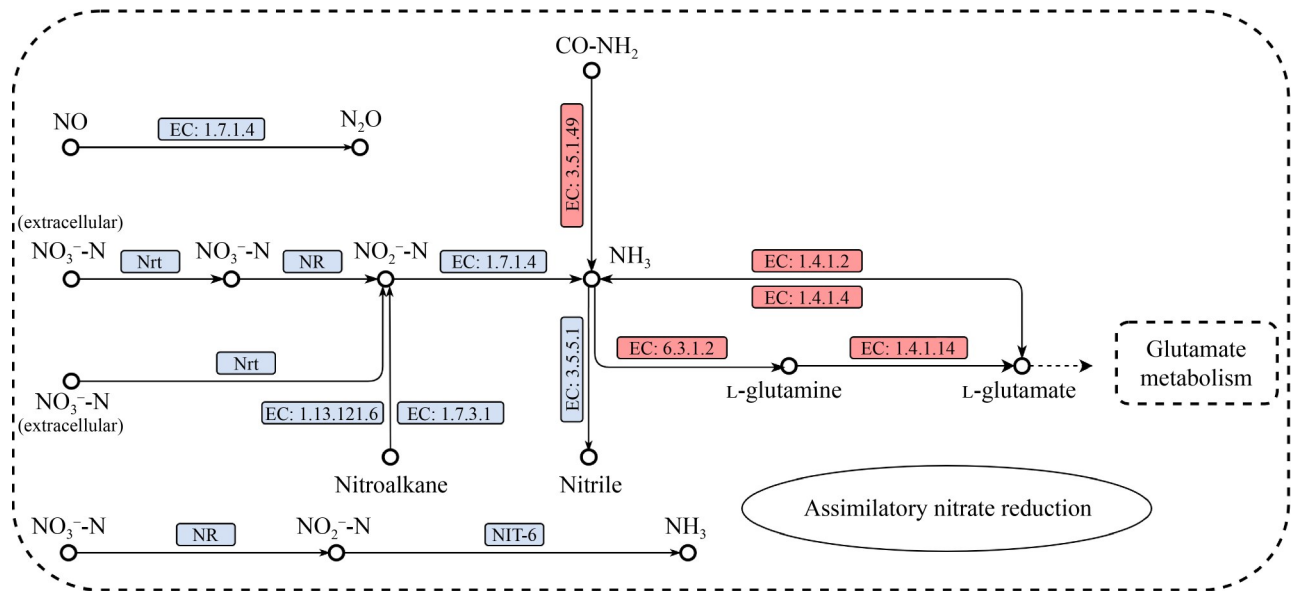 CO-NH₂
NO
EC: 1.7.1.4
N₂O
EC: 3.5.1.49
(extracellular)
NO₃⁻-N
Nrt
NO₃⁻-N
NR
NO₂⁻-N
EC: 1.7.1.4
NH₃
EC: 1.4.1.2
EC: 1.4.1.4
EC: 3.5.5.1
EC: 6.3.1.2
EC: 1.4.1.14
Glutamate
metabolism
Nrt
L-glutamine
L-glutamate
NO₃⁻-N
(extracellular)
EC: 1.13.121.6
EC: 1.7.3.1
Nitroalkane
Nitrile
Assimilatory nitrate reduction
NO₃⁻-N
NR
NO₂⁻-N
NIT-6
NH₃